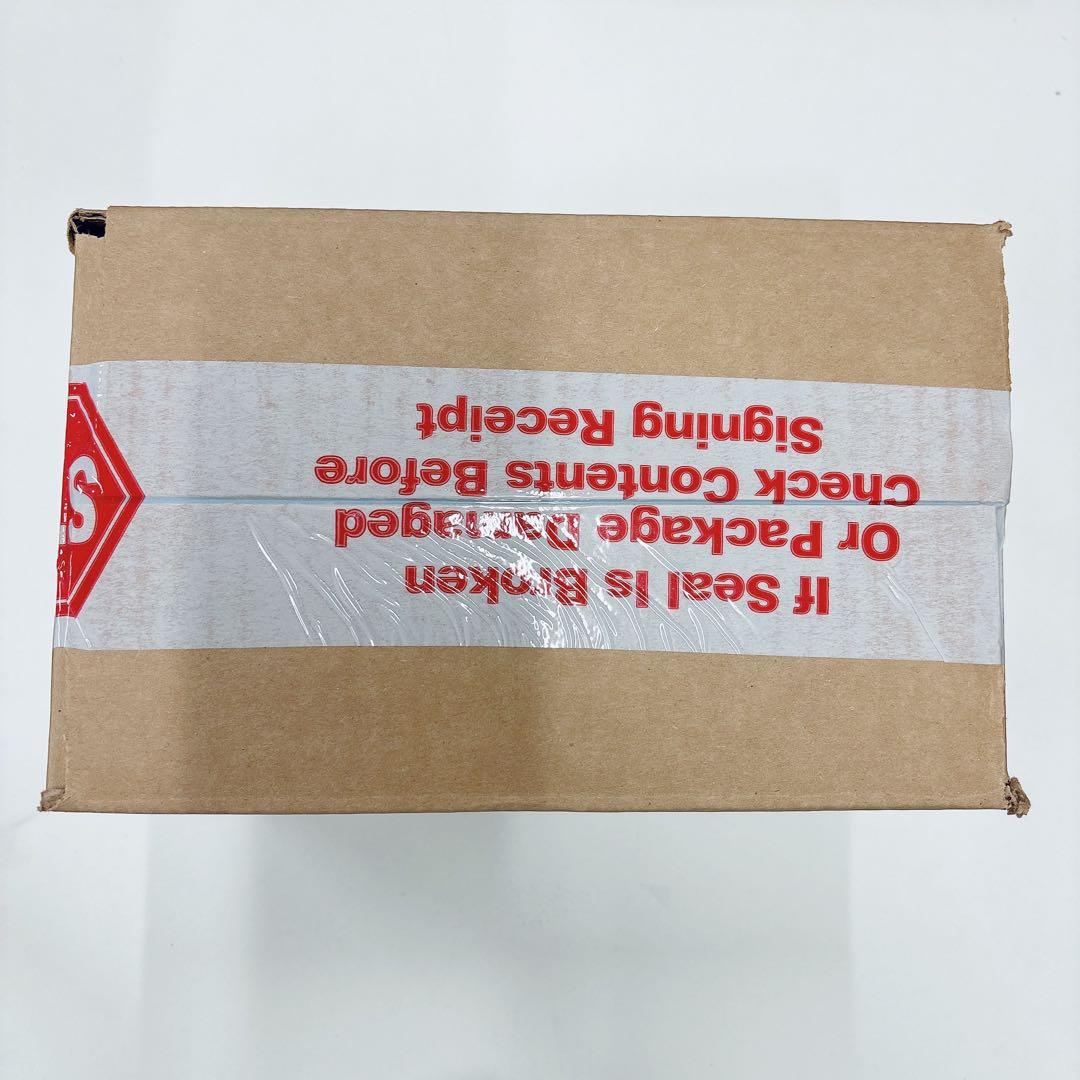 If Seal Is Broken
Or Package Damaged
Check Contents Before
Signing Receipt
S